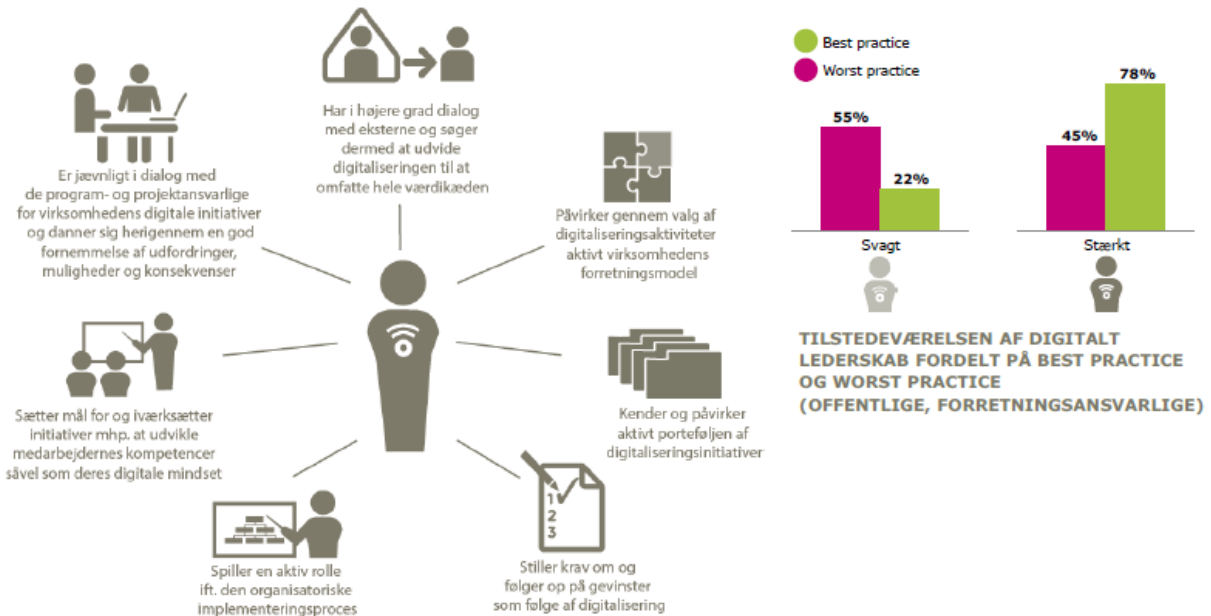 Har i højere grad dialog
med eksterne og søger
dermed at udvide
digitaliseringen til at
omfatte hele værdikæden
Er jævnligt i dialog med
de program- og projektansvarlige
for virksomhedens digitale initiativer
og danner sig herigennem en god
fornemmelse af udfordringer,
muligheder og konsekvenser
Påvirker gennem valg af
digitaliseringsaktiviteter
aktivt virksomhedens
forretningsmodel
Sætter mål for og iværksætter
initiativer mhp. at udvikle
medarbejdernes kompetencer
såvel som deres digitale mindset
Kender og påvirker
aktivt porteføljen af
digitaliseringsinitiativer
Spiller en aktiv rolle
ift. den organisatoriske
implementeringsproces
1
2
3
Stiller krav om og
følger op på gevinster
som følge af digitalisering
Best practice
Worst practice
55%
22%
45%
78%
Svagt
Stærkt
TILSTEDEVÆRELSEN AF DIGITALT
LEDERSKAB FORDELT PÅ BEST PRACTICE
OG WORST PRACTICE
(OFFENTLIGE, FORRETNINGSANSVARLIGE)